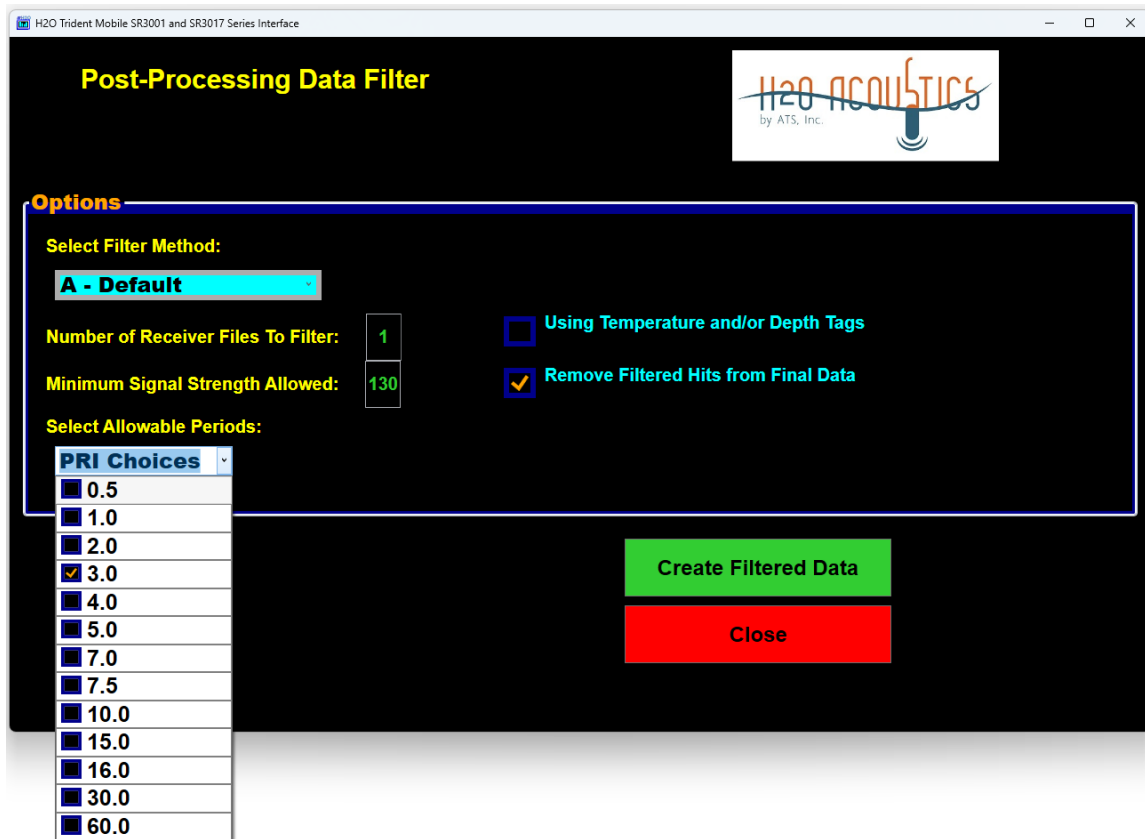 H2O Trident Mobile SR3001 and SR3017 Series Interface
Post-Processing Data Filter
H2O ACOUSTICS
by ATS, Inc.
Options
Select Filter Method:
A - Default
Number of Receiver Files To Filter: 1
Using Temperature and/or Depth Tags
Minimum Signal Strength Allowed: 130
Remove Filtered Hits from Final Data
Select Allowable Periods:
PRI Choices
0.5
1.0
2.0
3.0
4.0
5.0
7.0
7.5
10.0
15.0
16.0
30.0
60.0
Create Filtered Data
Close